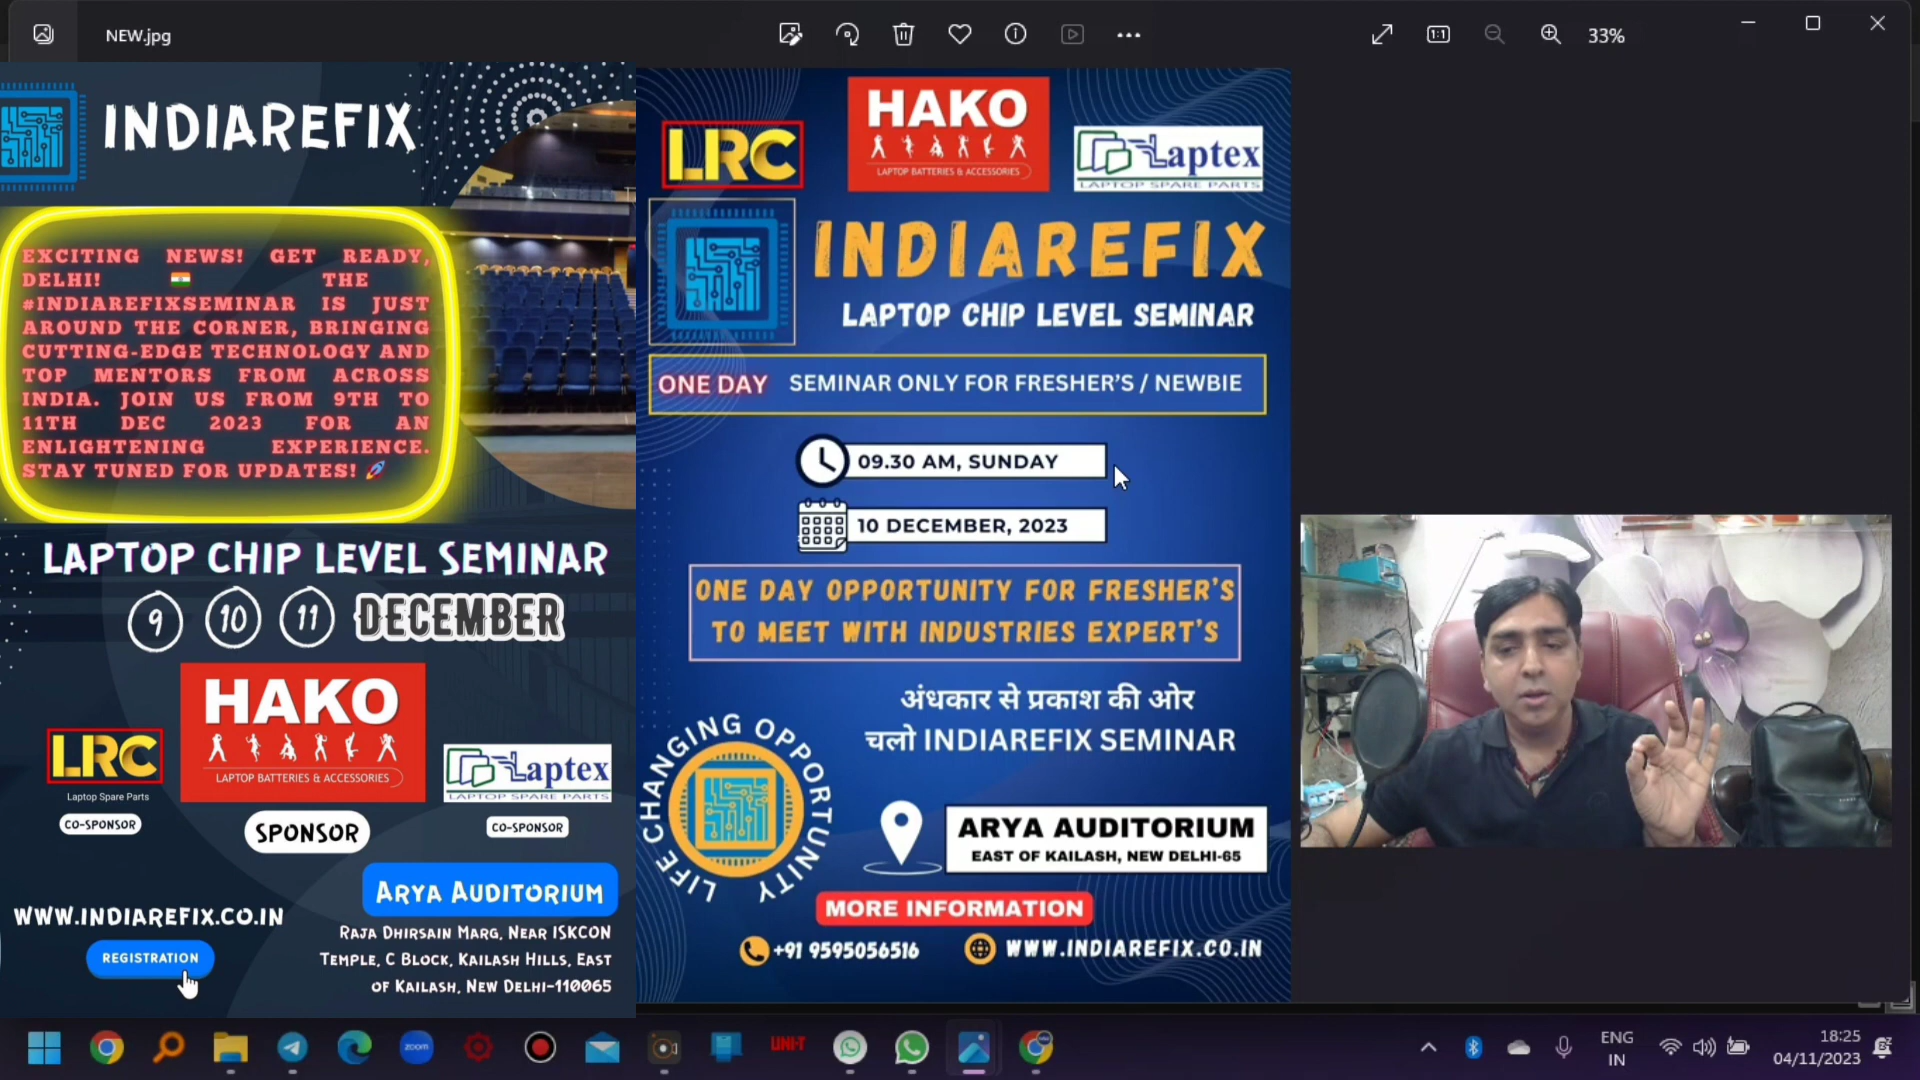 NEW.jpg
33%
INDIAREFIX
EXCITING NEWS! GET READY,
DELHI! 🇮🇳 THE
#INDIAREFIXSEMINAR IS JUST
AROUND THE CORNER, BRINGING
CUTTING-EDGE TECHNOLOGY AND
TOP MENTORS FROM ACROSS
INDIA. JOIN US FROM 9TH TO
11TH DEC 2023 FOR AN
ENLIGHTENING EXPERIENCE.
STAY TUNED FOR UPDATES! 🚀
LAPTOP CHIP LEVEL SEMINAR
9 10 11 DECEMBER
HAKO
LAPTOP BATTERIES & ACCESSORIES
LRC
Laptop Spare Parts
CO-SPONSOR
SPONSOR
Laptex
LAPTOP SPARE PARTS
CO-SPONSOR
ARYA AUDITORIUM
WWW.INDIAREFIX.CO.IN
REGISTRATION
RAJA DHIRSAIN MARG, NEAR ISKCON
TEMPLE, C BLOCK, KAILASH HILLS, EAST
OF KAILASH, NEW DELHI-110065
LRC
HAKO
LAPTOP BATTERIES & ACCESSORIES
Laptex
LAPTOP SPARE PARTS
INDIAREFIX
LAPTOP CHIP LEVEL SEMINAR
ONE DAY SEMINAR ONLY FOR FRESHER'S / NEWBIE
09.30 AM, SUNDAY
10 DECEMBER, 2023
ONE DAY OPPORTUNITY FOR FRESHER'S
TO MEET WITH INDUSTRIES EXPERT'S
अंधकार से प्रकाश की ओर
चलो INDIAREFIX SEMINAR
LIFE CHANGING OPPORTUNITY
ARYA AUDITORIUM
EAST OF KAILASH, NEW DELHI-65
MORE INFORMATION
+91 9595056516 WWW.INDIAREFIX.CO.IN
zoom
UNI-T
ENG
IN
18:25
04/11/2023